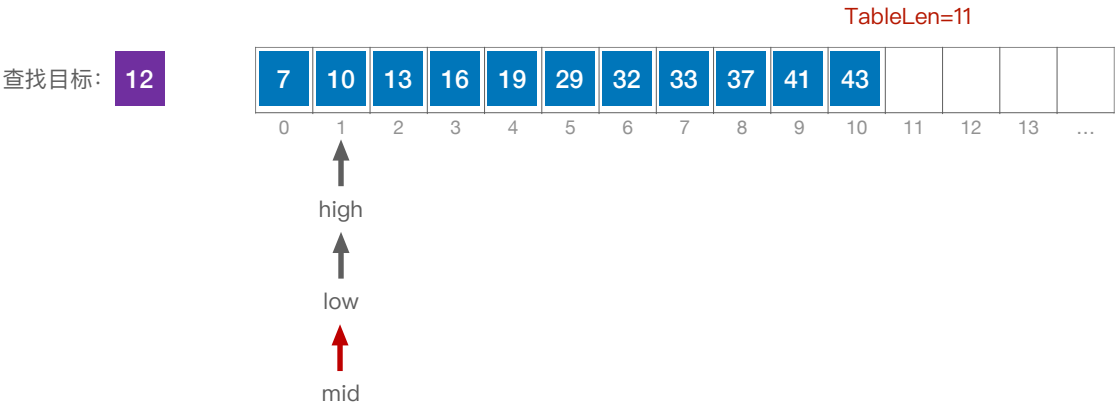 TableLen=11
查找目标： 12 7 10 13 16 19 29 32 33 37 41 43
0 1 2 3 4 5 6 7 8 9 10 11 12 13 ...
high
low
mid